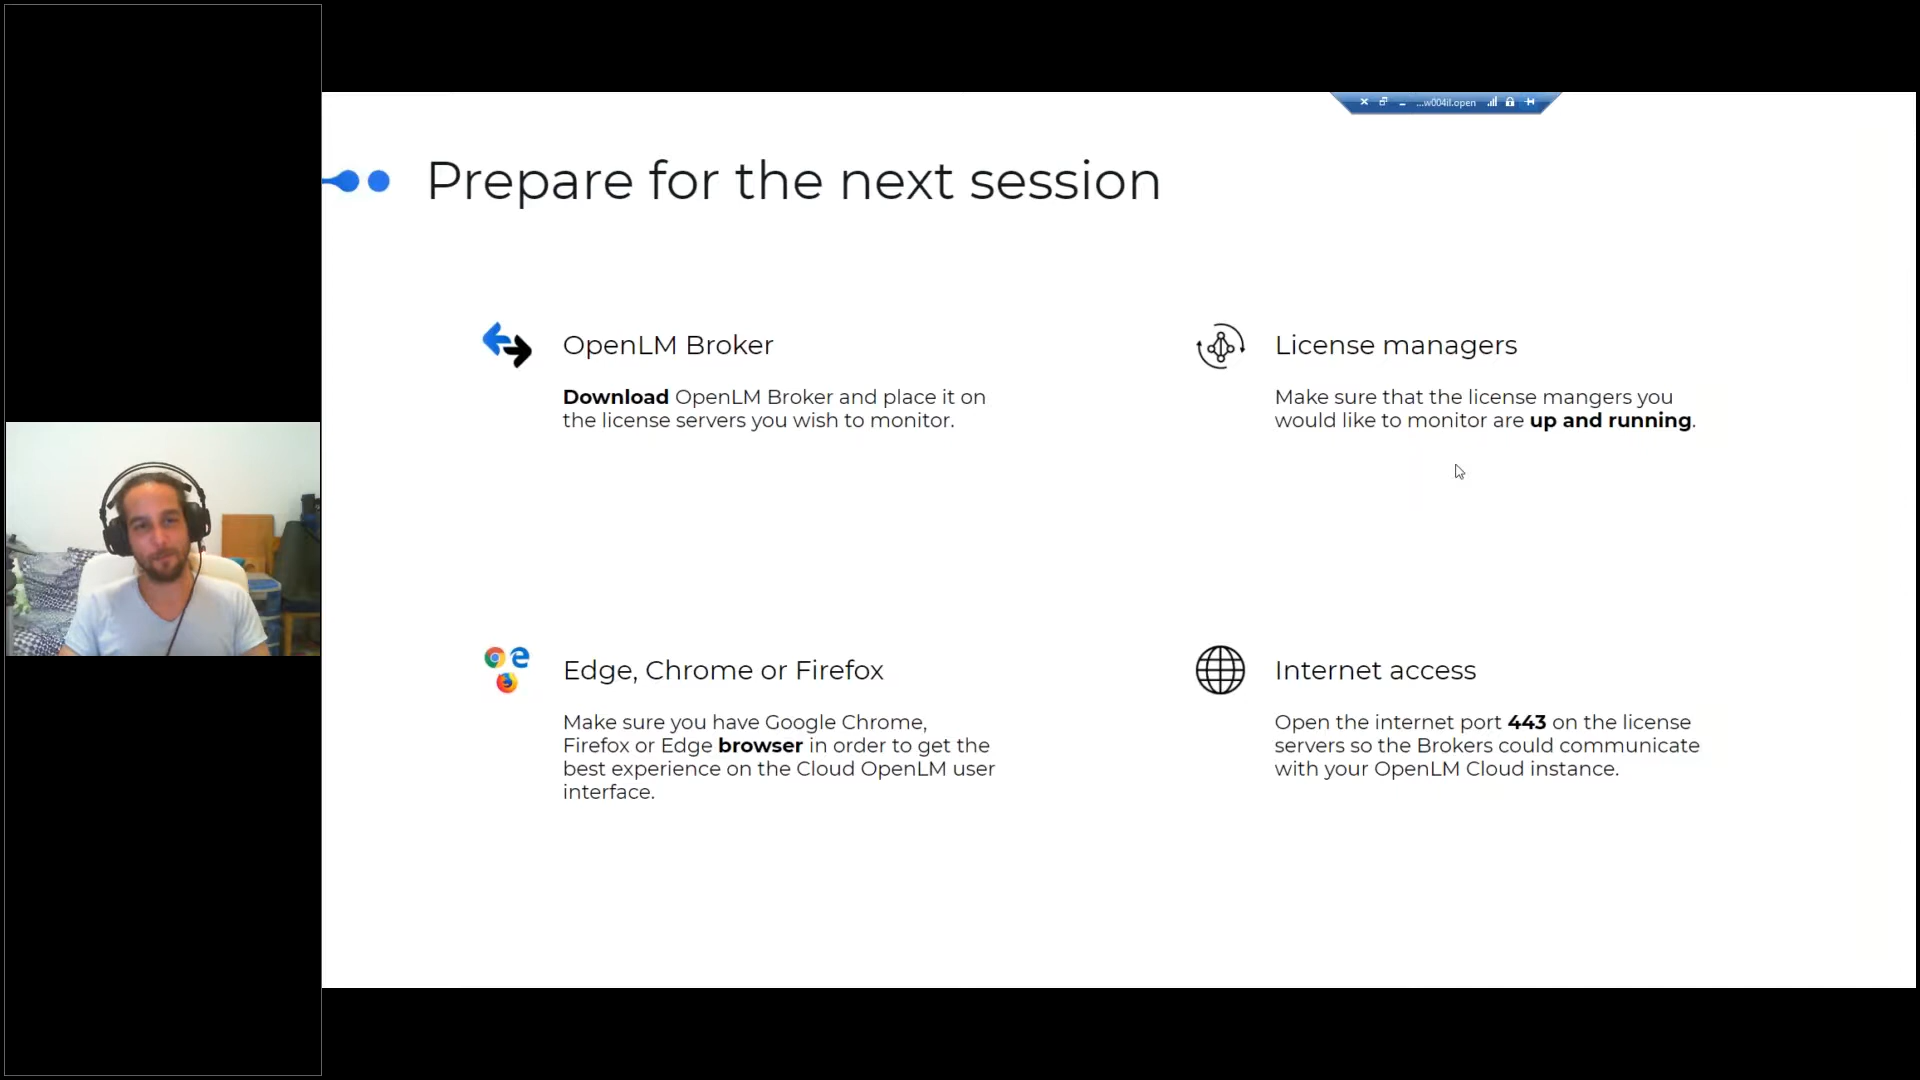 ...w004il.open
Prepare for the next session
OpenLM Broker
Download OpenLM Broker and place it on
the license servers you wish to monitor.
License managers
Make sure that the license mangers you
would like to monitor are up and running.
Edge, Chrome or Firefox
Make sure you have Google Chrome,
Firefox or Edge browser in order to get the
best experience on the Cloud OpenLM user
interface.
Internet access
Open the internet port 443 on the license
servers so the Brokers could communicate
with your OpenLM Cloud instance.